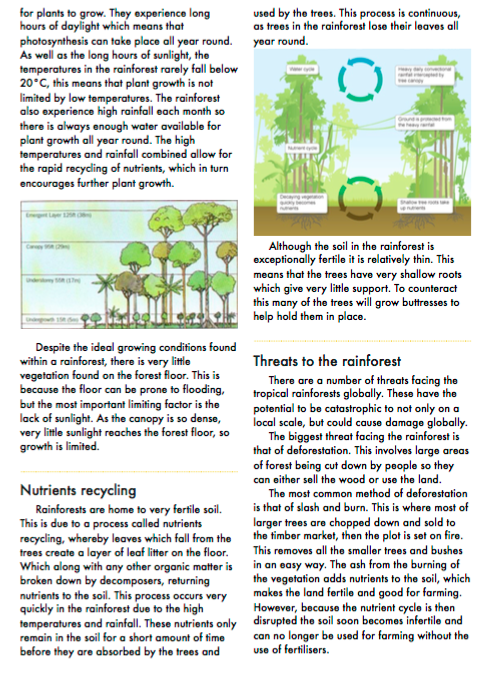 for plants to grow. They experience long
hours of daylight which means that
photosynthesis can take place all year round.
As well as the long hours of sunlight, the
temperatures in the rainforest rarely fall below
20°C, this means that plant growth is not
limited by low temperatures. The rainforest
also experience high rainfall each month so
there is always enough water available for
plant growth all year round. The high
temperatures and rainfall combined allow for
the rapid recycling of nutrients, which in turn
encourages further plant growth.
Emergent Layer 125ft (38m)
Canopy 95ft (29m)
Understorey 55ft (17m)
Undergrowth 15ft (5m)
Despite the ideal growing conditions found
within a rainforest, there is very little
vegetation found on the forest floor. This is
because the floor can be prone to flooding,
but the most important limiting factor is the
lack of sunlight. As the canopy is so dense,
very little sunlight reaches the forest floor, so
growth is limited.
Nutrients recycling
Rainforests are home to very fertile soil.
This is due to a process called nutrients
recycling, whereby leaves which fall from the
trees create a layer of leaf litter on the floor.
Which along with any other organic matter is
broken down by decomposers, returning
nutrients to the soil. This process occurs very
quickly in the rainforest due to the high
temperatures and rainfall. These nutrients only
remain in the soil for a short amount of time
before they are absorbed by the trees and
used by the trees. This process is continuous,
as trees in the rainforest lose their leaves all
year round.
Water cycle
Heavy daily convectional
rainfall intercepted by
tree canopy
Ground is protected from
the heavy rainfall
Nutrient cycle
Decaying vegetation
quickly becomes
nutrients
Shallow tree roots take
up nutrients
Although the soil in the rainforest is
exceptionally fertile it is relatively thin. This
means that the trees have very shallow roots
which give very little support. To counteract
this many of the trees will grow buttresses to
help hold them in place.
Threats to the rainforest
There are a number of threats facing the
tropical rainforests globally. These have the
potential to be catastrophic to not only on a
local scale, but could cause damage globally.
The biggest threat facing the rainforest is
that of deforestation. This involves large areas
of forest being cut down by people so they
can either sell the wood or use the land.
The most common method of deforestation
is that of slash and burn. This is where most of
larger trees are chopped down and sold to
the timber market, then the plot is set on fire.
This removes all the smaller trees and bushes
in an easy way. The ash from the burning of
the vegetation adds nutrients to the soil, which
makes the land fertile and good for farming.
However, because the nutrient cycle is then
disrupted the soil soon becomes infertile and
can no longer be used for farming without the
use of fertilisers.